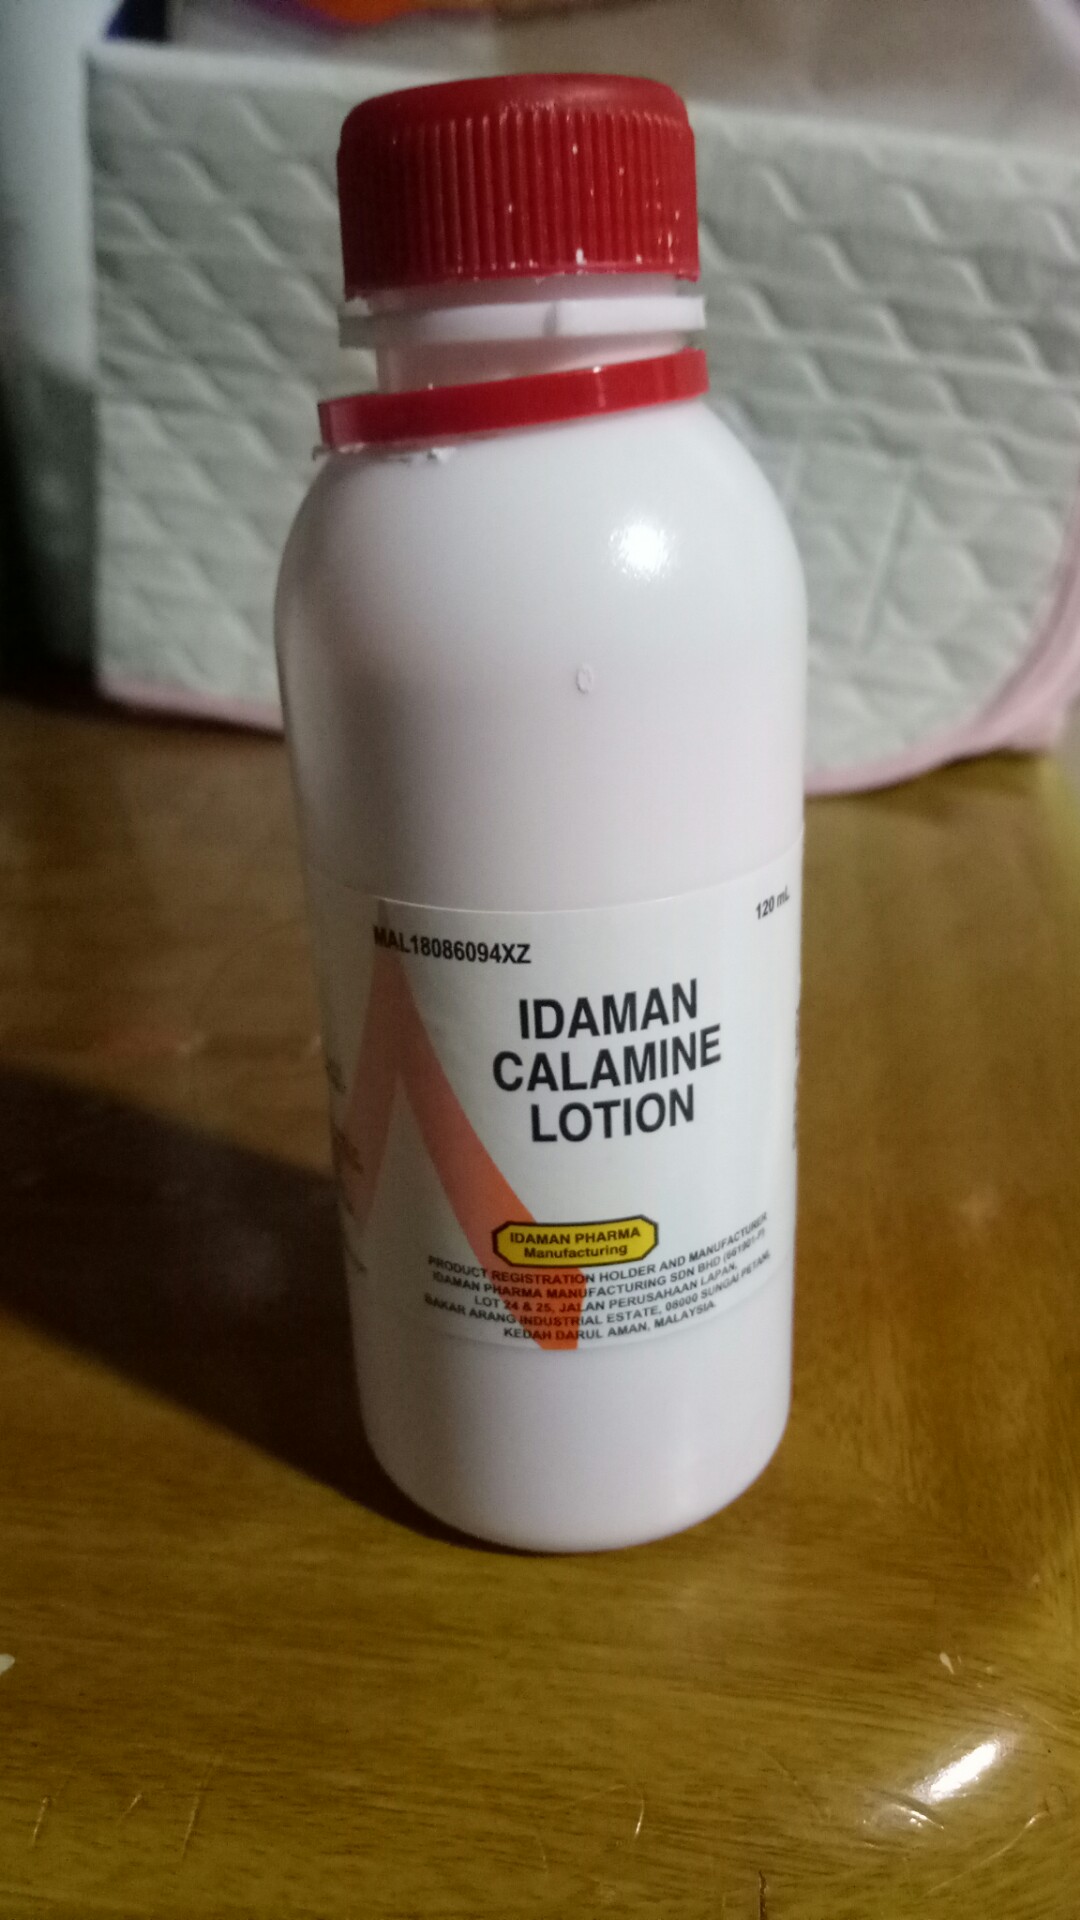 MAL18086094XZ
120 mL
IDAMAN
CALAMINE
LOTION
IDAMAN PHARMA
Manufacturing
PRODUCT REGISTRATION HOLDER AND MANUFACTURER
IDAMAN PHARMA MANUFACTURING SDN BHD (661901-P)
LOT 24 & 25, JALAN PERUSAHAAN LAPAN,
BAKAR ARANG INDUSTRIAL ESTATE, 08000 SUNGAI PETANI,
KEDAH DARUL AMAN, MALAYSIA.